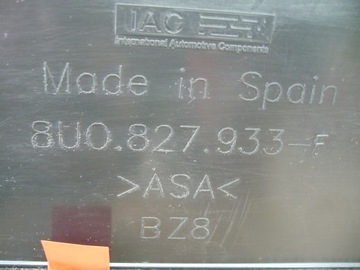 IAC
International Automotive Components
Made in Spain
8U0.827.933-F
>ASA<
BZ8